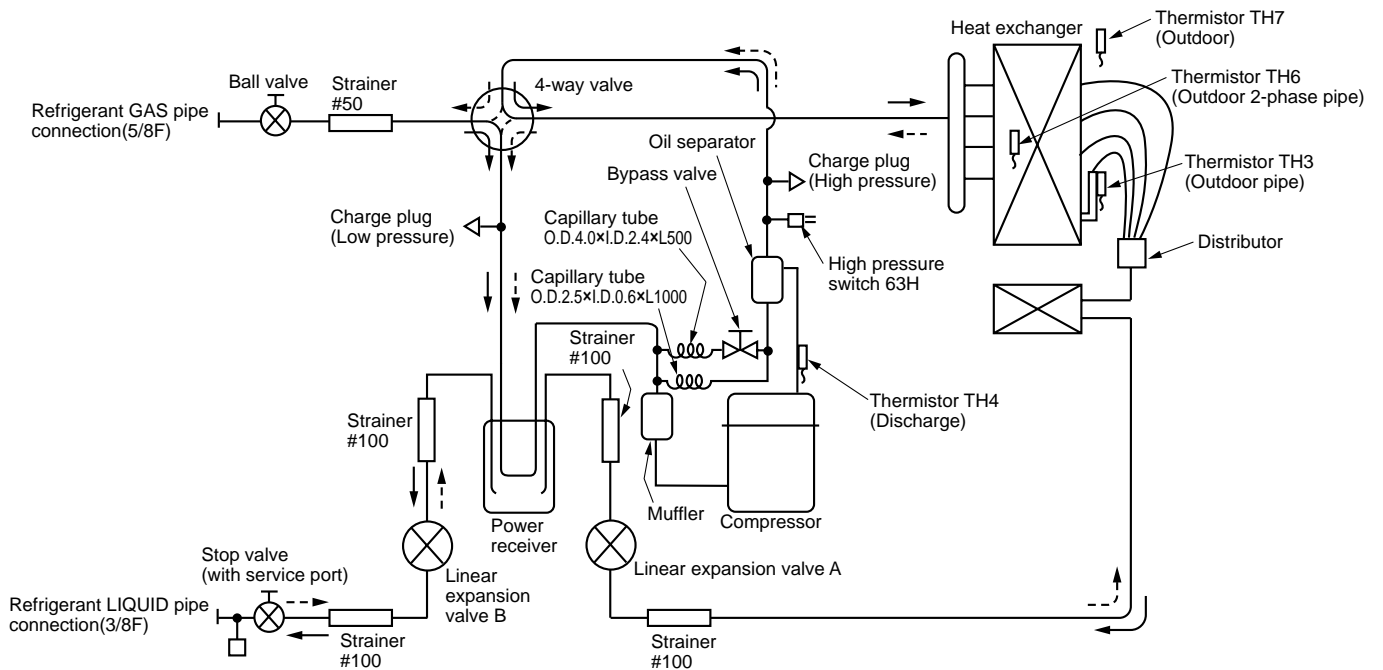 Heat exchanger
Thermistor TH7
(Outdoor)
Ball valve
Strainer
#50
4-way valve
Thermistor TH6
(Outdoor 2-phase pipe)
Refrigerant GAS pipe
connection(5/8F)
Oil separator
Bypass valve
Charge plug
(High pressure)
Thermistor TH3
(Outdoor pipe)
Charge plug
(Low pressure)
Capillary tube
O.D.4.0×I.D.2.4×L500
Distributor
High pressure
switch 63H
Capillary tube
O.D.2.5×I.D.0.6×L1000
Strainer
#100
Thermistor TH4
(Discharge)
Strainer
#100
Muffler
Compressor
Power
receiver
Stop valve
(with service port)
Linear
expansion
valve B
Linear expansion valve A
Refrigerant LIQUID pipe
connection(3/8F)
Strainer
#100
Strainer
#100